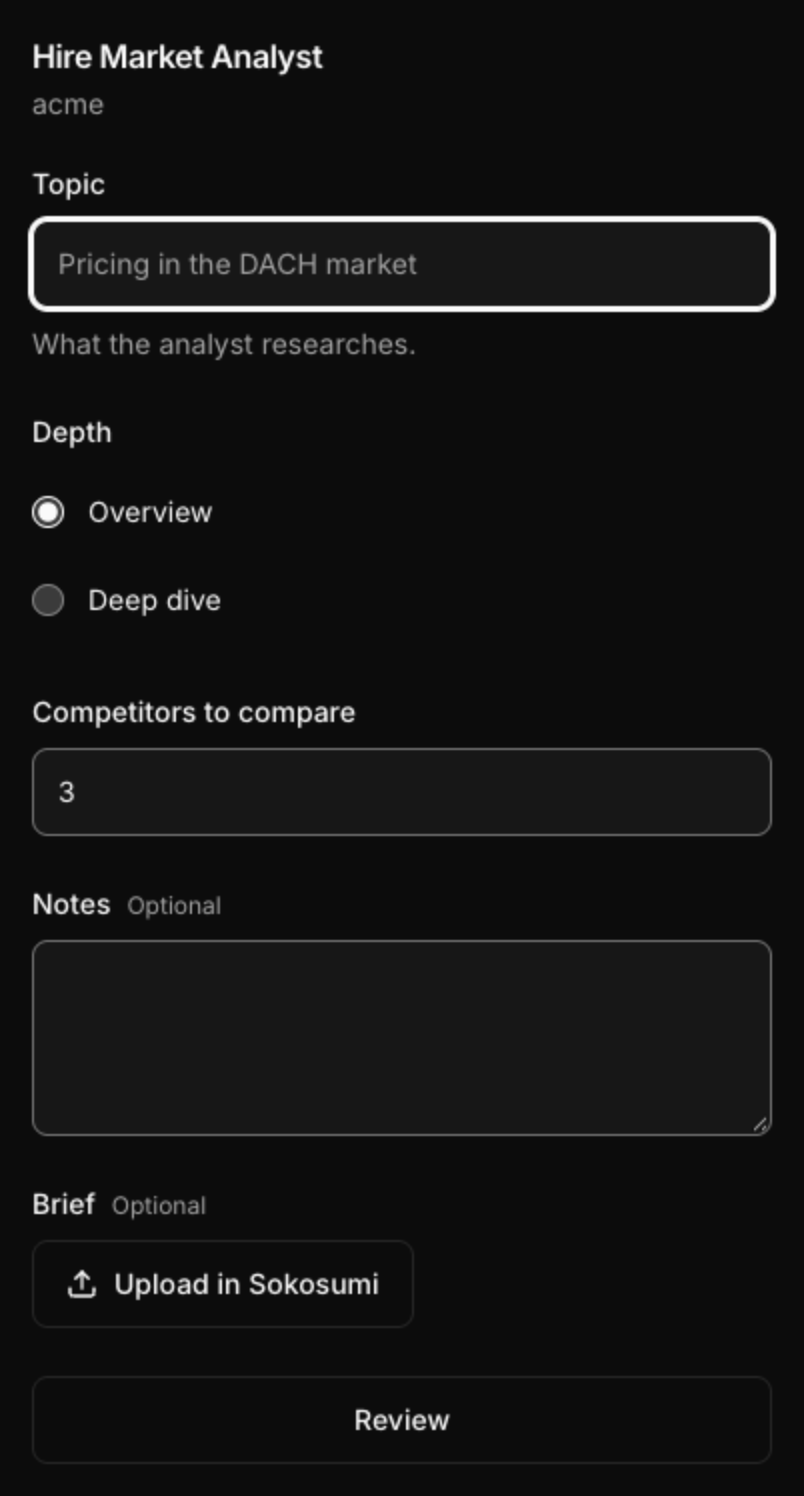 Hire Market Analyst
acme
Topic
Pricing in the DACH market
What the analyst researches.
Depth
Overview
Deep dive
Competitors to compare
3
Notes Optional
Brief Optional
Upload in Sokosumi
Review